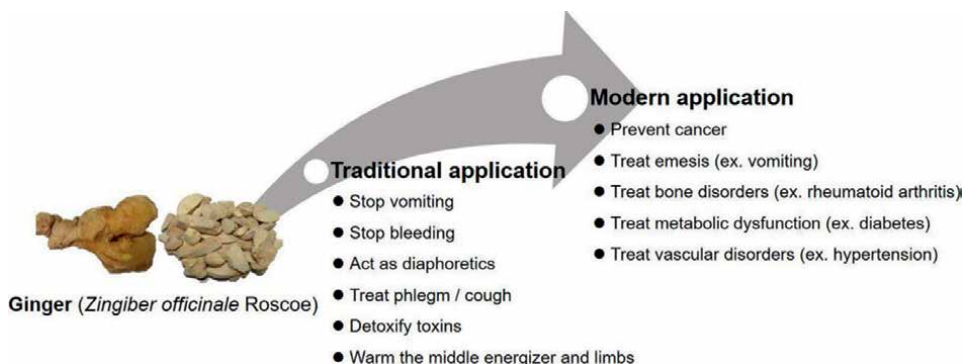 Modern application
● Prevent cancer
● Treat emesis (ex. vomiting)
● Treat bone disorders (ex. rheumatoid arthritis)
● Treat metabolic dysfunction (ex. diabetes)
● Treat vascular disorders (ex. hypertension)
Traditional application
● Stop vomiting
● Stop bleeding
● Act as diaphoretics
● Treat phlegm / cough
● Detoxify toxins
● Warm the middle energizer and limbs
Ginger (Zingiber officinale Roscoe)